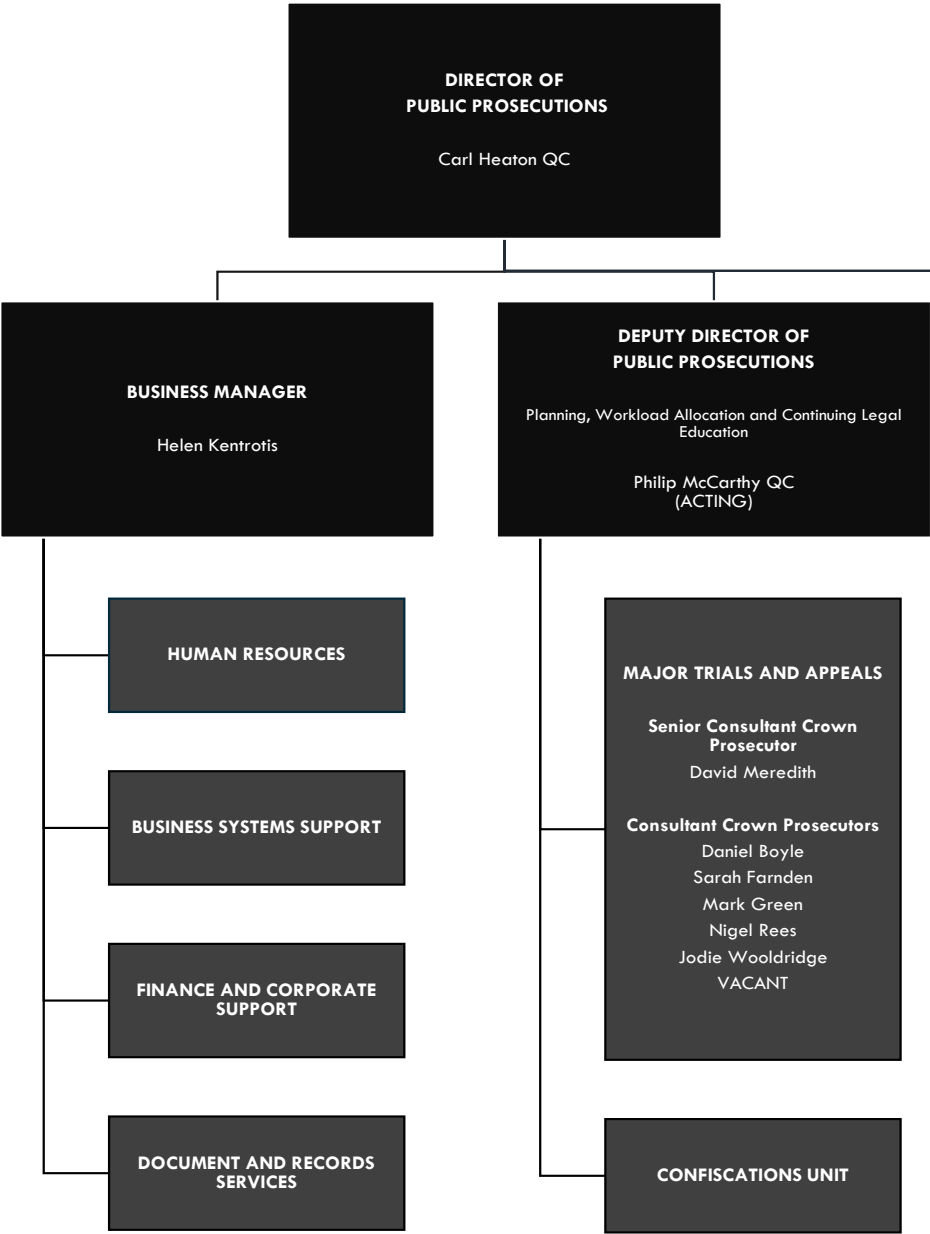 DIRECTOR OF
PUBLIC PROSECUTIONS
Carl Heaton QC
BUSINESS MANAGER
Helen Kentrotis
DEPUTY DIRECTOR OF
PUBLIC PROSECUTIONS
Planning, Workload Allocation and Continuing Legal
Education
Philip McCarthy QC
(ACTING)
HUMAN RESOURCES
BUSINESS SYSTEMS SUPPORT
FINANCE AND CORPORATE
SUPPORT
DOCUMENT AND RECORDS
SERVICES
MAJOR TRIALS AND APPEALS
Senior Consultant Crown
Prosecutor
David Meredith
Consultant Crown Prosecutors
Daniel Boyle
Sarah Farnden
Mark Green
Nigel Rees
Jodie Wooldridge
VACANT
CONFISCATIONS UNIT